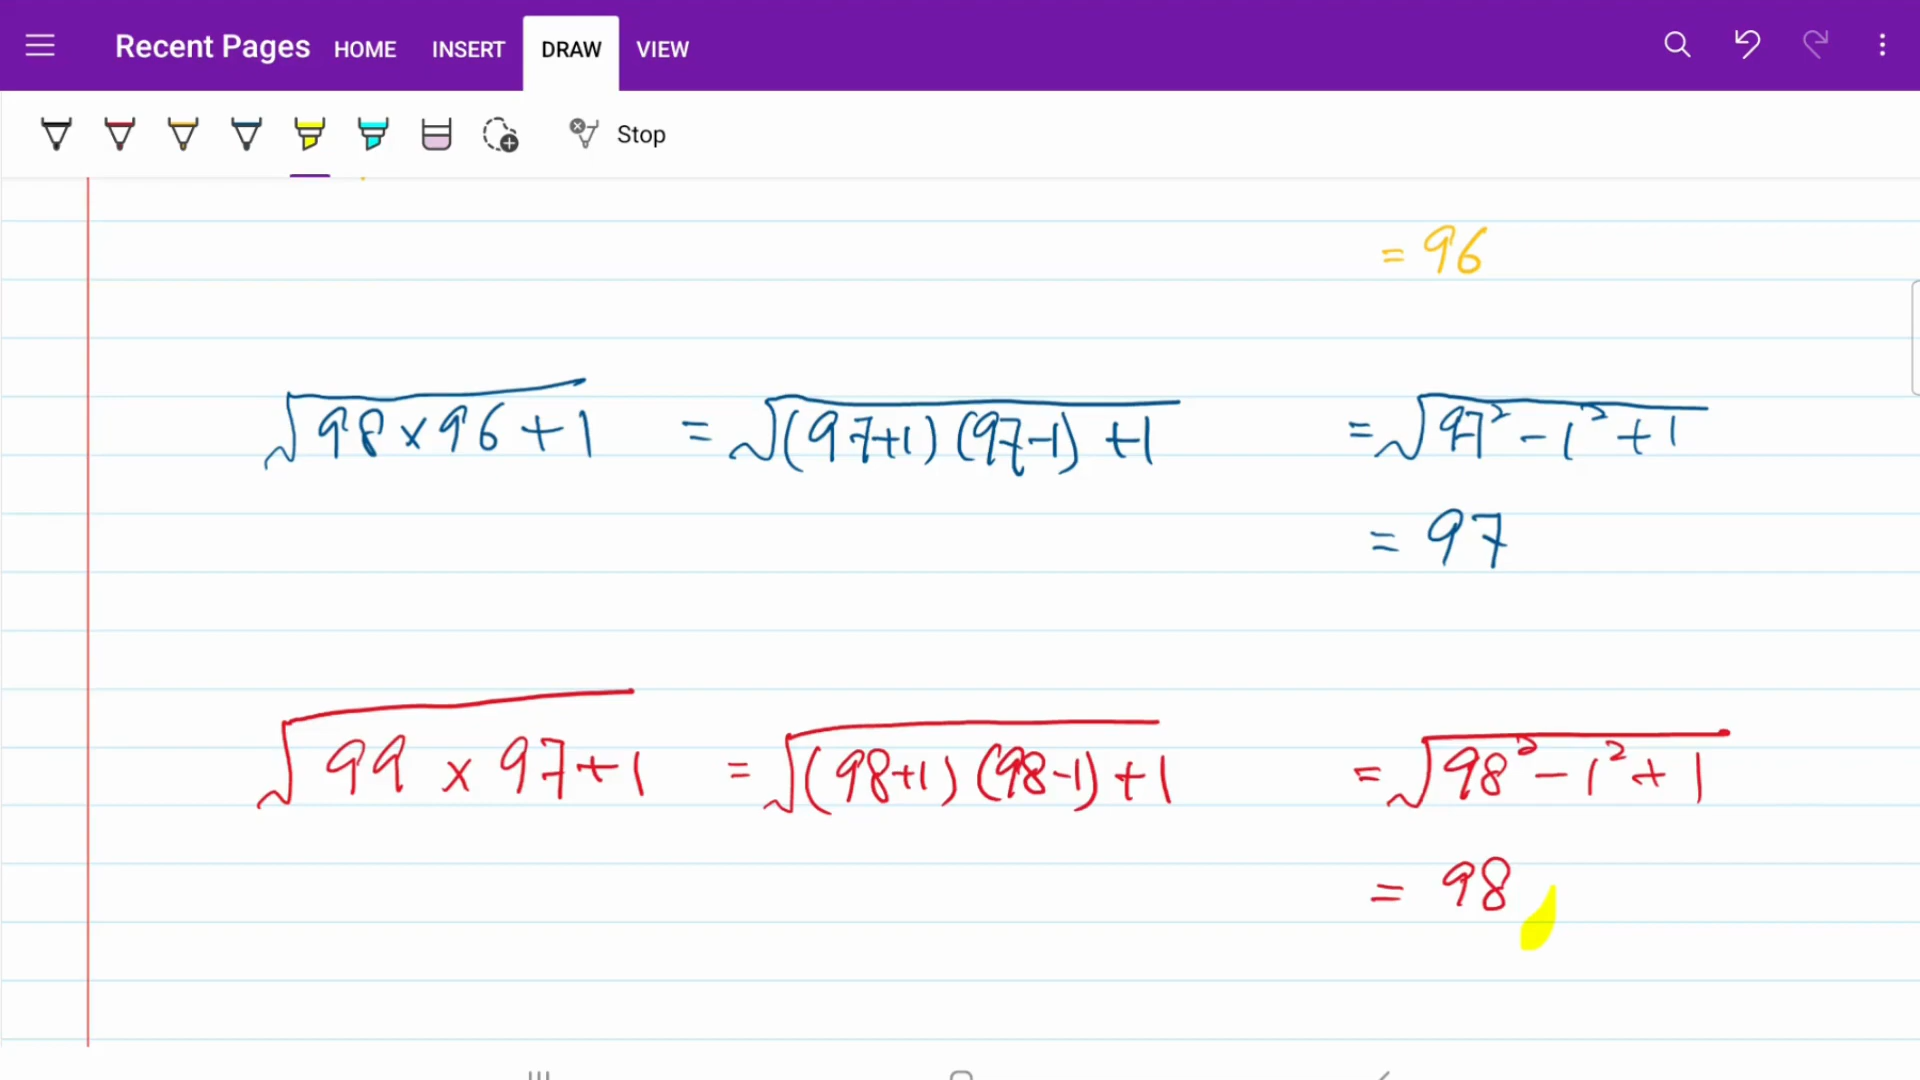 Recent Pages HOME INSERT DRAW VIEW
Stop
= 96
√98 × 96 + 1 = √(97+1) (97-1) + 1 = √97² - 1² + 1
= 97
√99 × 97 + 1 = √(98+1) (98-1) + 1 = √98² - 1² + 1
= 98